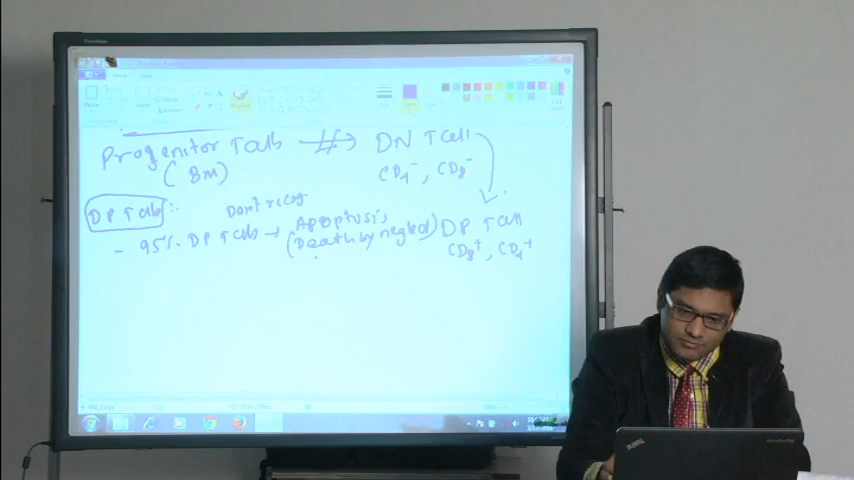 Progenitor T cells ⫽→ DN T cell
(BM) CD4⁻, CD8⁻
DP T cells :-
Don't recog.
- 95% DP T cells → Apoptosis DP T cell
(Death by neglect) CD8⁺, CD4⁺